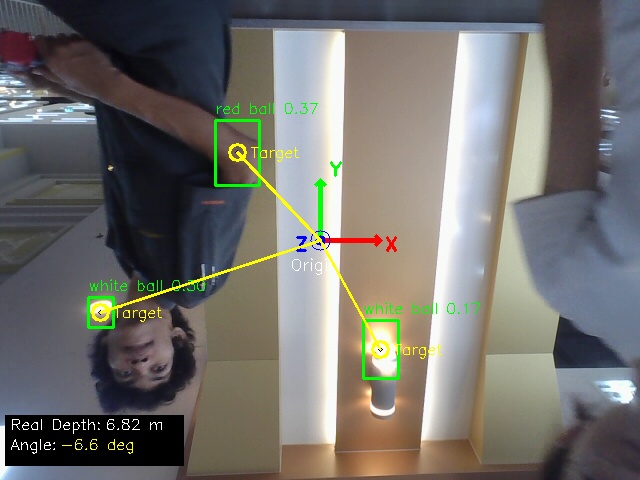 red ball 0.37
Target
Y
Z
X
Origi
white ball 0.30
Target
white ball 0.17
Target
Real Depth: 6.82 m
Angle: -6.6 deg